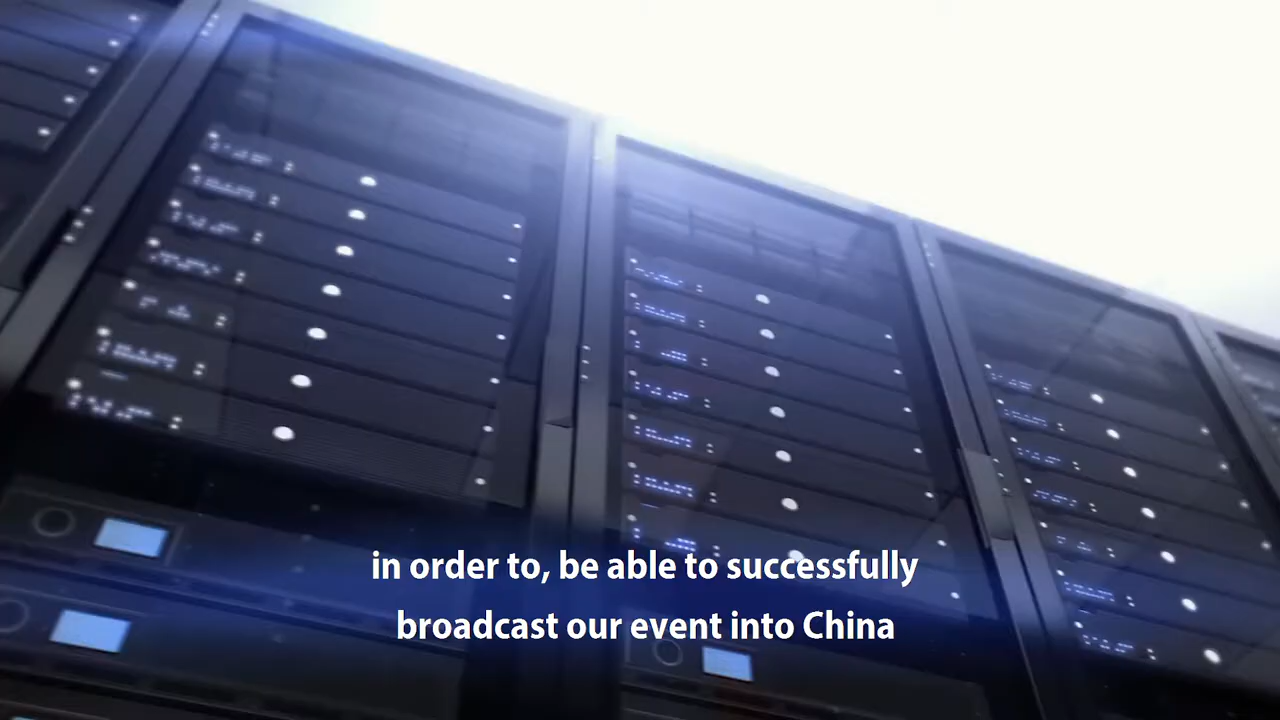 in order to, be able to successfully
broadcast our event into China